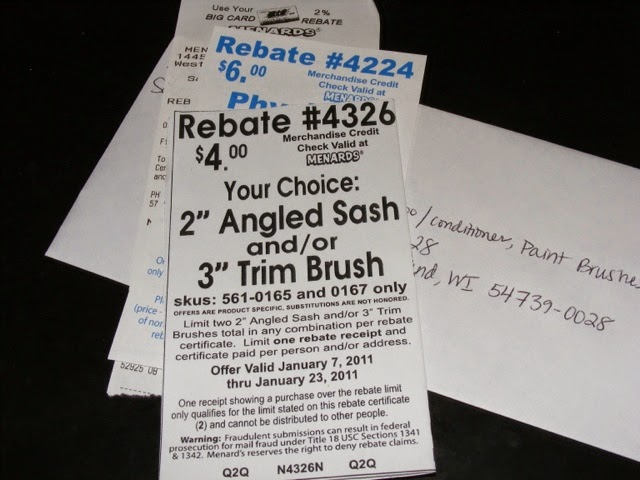 Use Your 2%
BIG CARD REBATE
MENARDS®
MEN
1445
West
REB
Rebate #4224
$6.00
Merchandise Credit
Check Valid at
MENARDS
Rebate #4326
$4.00
Merchandise Credit
Check Valid at
MENARDS®
Your Choice:
2” Angled Sash
and/or
3” Trim Brush
skus: 561-0165 and 0167 only
OFFERS ARE PRODUCT SPECIFIC, SUBSTITUTIONS ARE NOT HONORED.
Limit two 2” Angled Sash and/or 3” Trim
Brushes total in any combination per rebate
certificate. Limit one rebate receipt and
certificate paid per person and/or address.
Offer Valid January 7, 2011
thru January 23, 2011
One receipt showing a purchase over the rebate limit
only qualifies for the limit stated on this rebate certificate
(2) and cannot be distributed to other people.
Warning: Fraudulent submissions can result in federal
prosecution for mail fraud under Title 18 USC Sections 1341
& 1342. Menard's reserves the right to deny rebate claims.
Q2Q N4326N Q2Q
/conditioner, Paint Brushes
28
nd, WI 54739-0028
52925 08